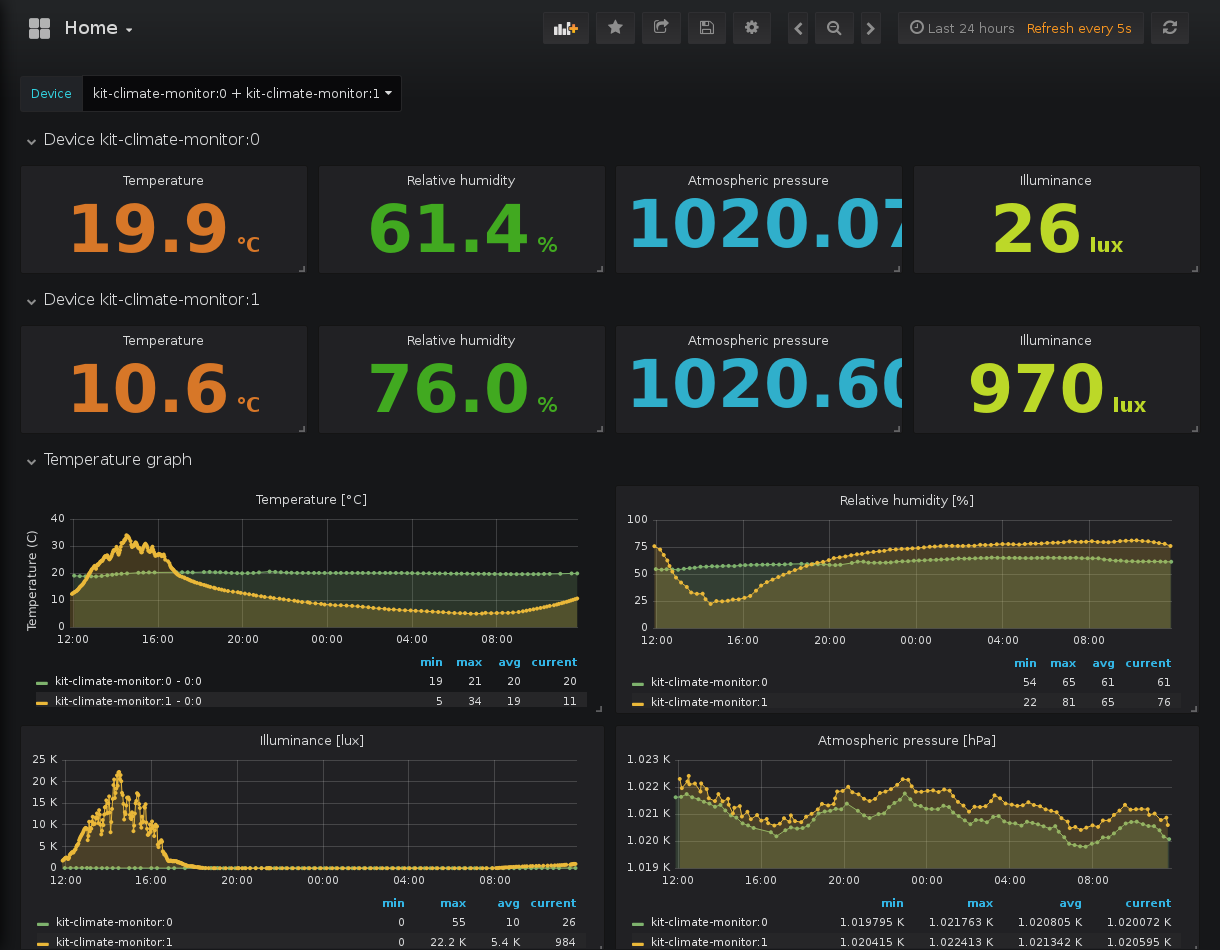 Home
Last 24 hours Refresh every 5s
Device kit-climate-monitor:0 + kit-climate-monitor:1
Device kit-climate-monitor:0
Temperature Relative humidity Atmospheric pressure Illuminance
19.9 °C 61.4 % 1020.07 26 lux
Device kit-climate-monitor:1
Temperature Relative humidity Atmospheric pressure Illuminance
10.6 °C 76.0 % 1020.60 970 lux
Temperature graph
Temperature [°C]
Temperature (C)
40
30
20
10
0
12:00 16:00 20:00 00:00 04:00 08:00
min max avg current
kit-climate-monitor:0 - 0:0 19 21 20 20
kit-climate-monitor:1 - 0:0 5 34 19 11
Relative humidity [%]
100
75
50
25
0
12:00 16:00 20:00 00:00 04:00 08:00
min max avg current
kit-climate-monitor:0 54 65 61 61
kit-climate-monitor:1 22 81 65 76
Illuminance [lux]
25 K
20 K
15 K
10 K
5 K
0
12:00 16:00 20:00 00:00 04:00 08:00
min max avg current
kit-climate-monitor:0 0 55 10 26
kit-climate-monitor:1 0 22.2 K 5.4 K 984
Atmospheric pressure [hPa]
1.023 K
1.022 K
1.021 K
1.020 K
1.019 K
12:00 16:00 20:00 00:00 04:00 08:00
min max avg current
kit-climate-monitor:0 1.019795 K 1.021763 K 1.020805 K 1.020072 K
kit-climate-monitor:1 1.020415 K 1.022413 K 1.021342 K 1.020595 K